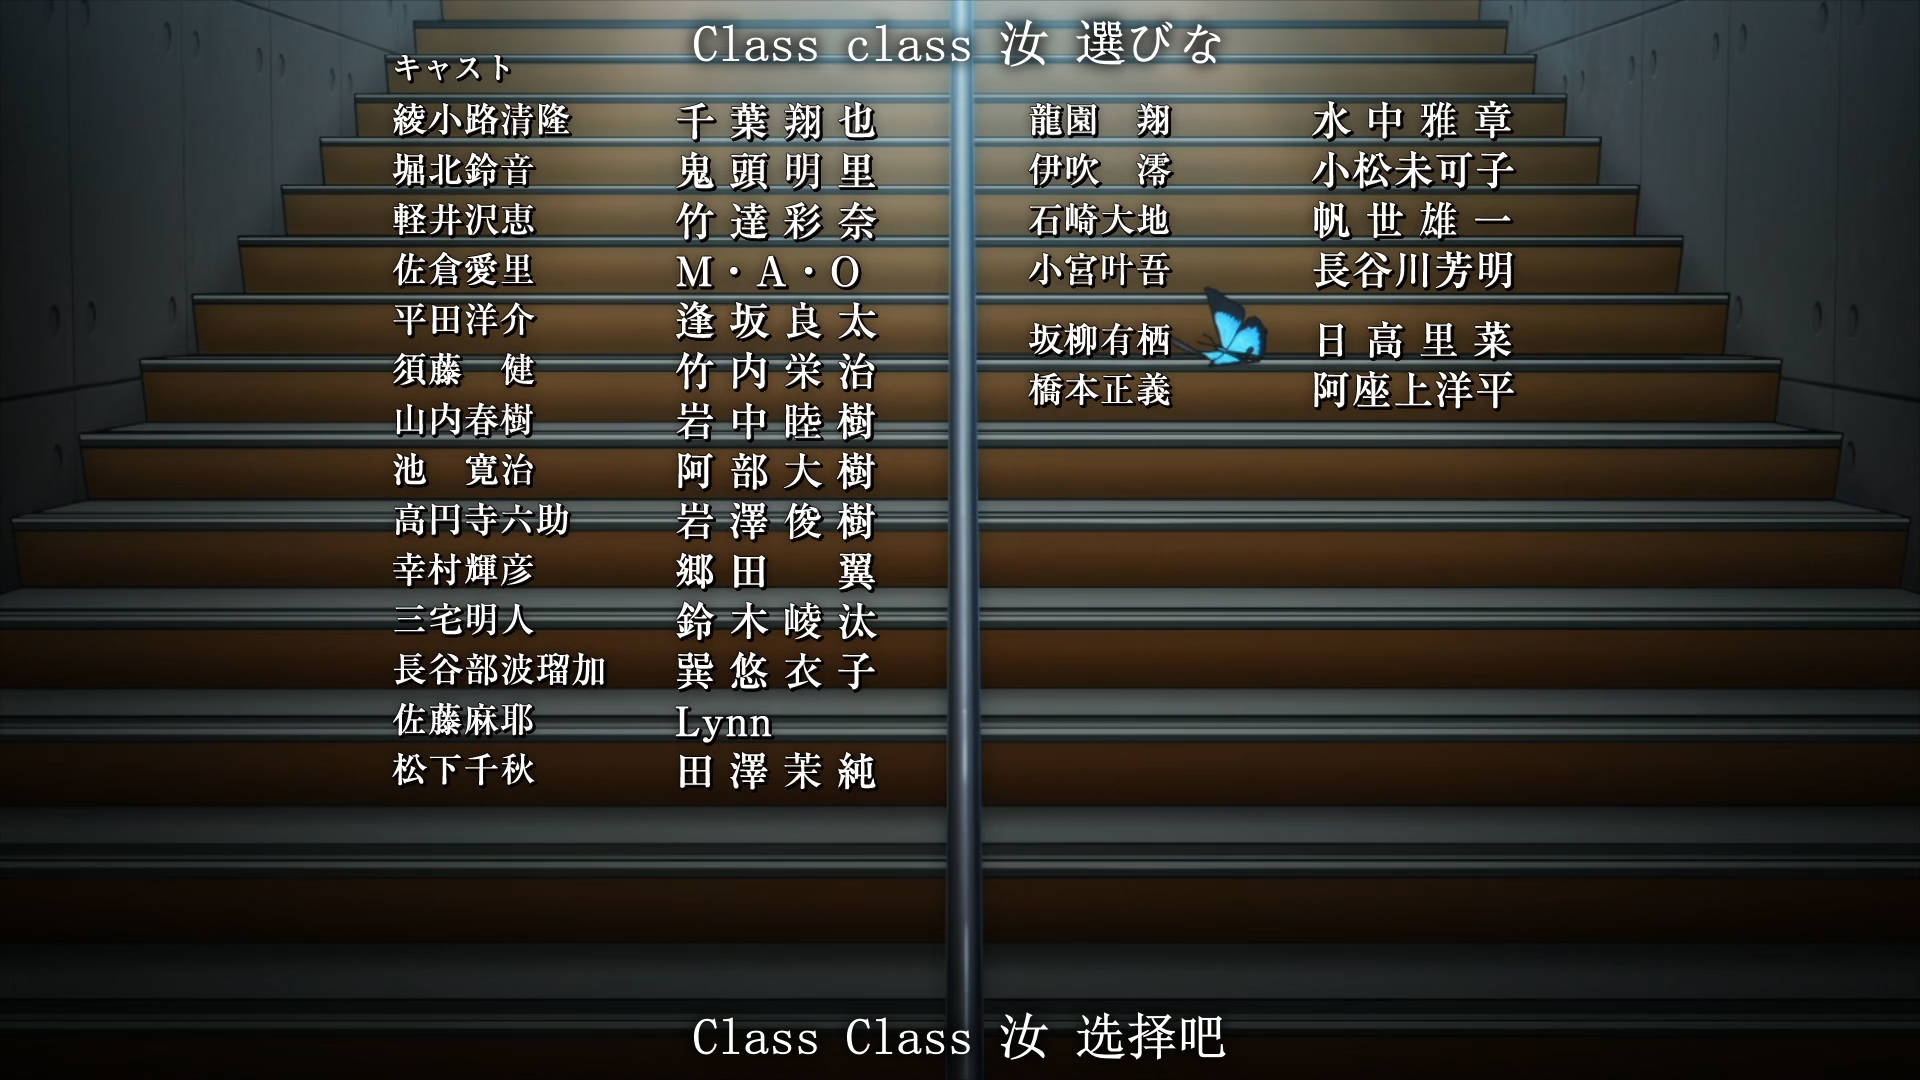 Class class 汝 選びな
キャスト
綾小路清隆 千葉翔也
堀北鈴音 鬼頭明里
軽井沢恵 竹達彩奈
佐倉愛里 M・A・O
平田洋介 逢坂良太
須藤 健 竹内栄治
山内春樹 岩中睦樹
池 寛治 阿部大樹
高円寺六助 岩澤俊樹
幸村輝彦 郷田 翼
三宅明人 鈴木崚汰
長谷部波瑠加 巽悠衣子
佐藤麻耶 Lynn
松下千秋 田澤茉純
龍園 翔 水中雅章
伊吹 澪 小松未可子
石崎大地 帆世雄一
小宮叶吾 長谷川芳明
坂柳有栖 日高里菜
橋本正義 阿座上洋平
Class Class 汝 选择吧